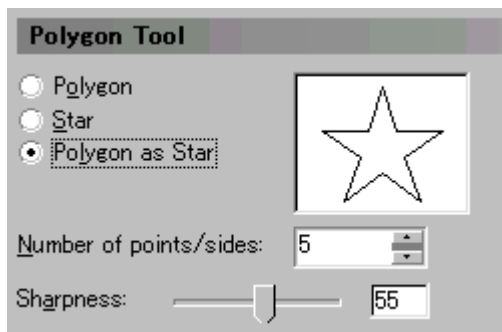 Polygon Tool
Polygon
Star
Polygon as Star
Number of points/sides: 5
Sharpness: 55